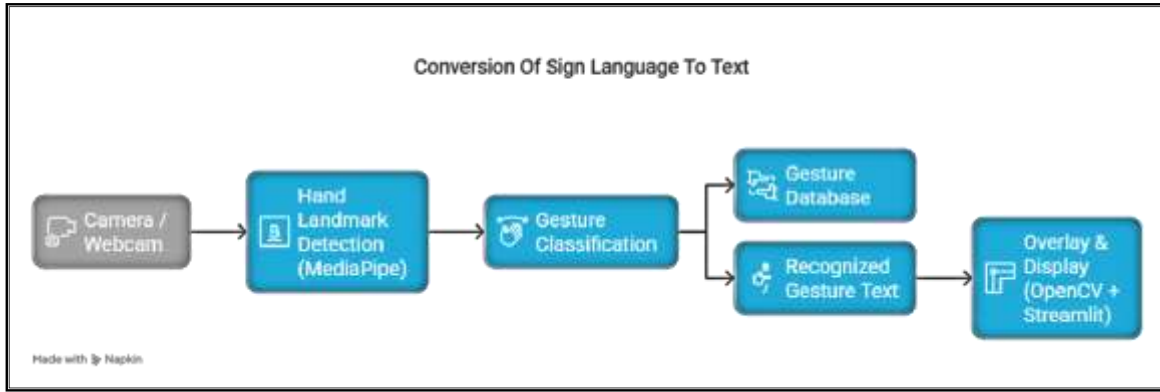 Conversion Of Sign Language To Text
Camera /
Webcam
Hand
Landmark
Detection
(MediaPipe)
Gesture
Classification
Gesture
Database
Recognized
Gesture Text
Overlay &
Display
(OpenCV +
Streamlit)
Made with Napkin